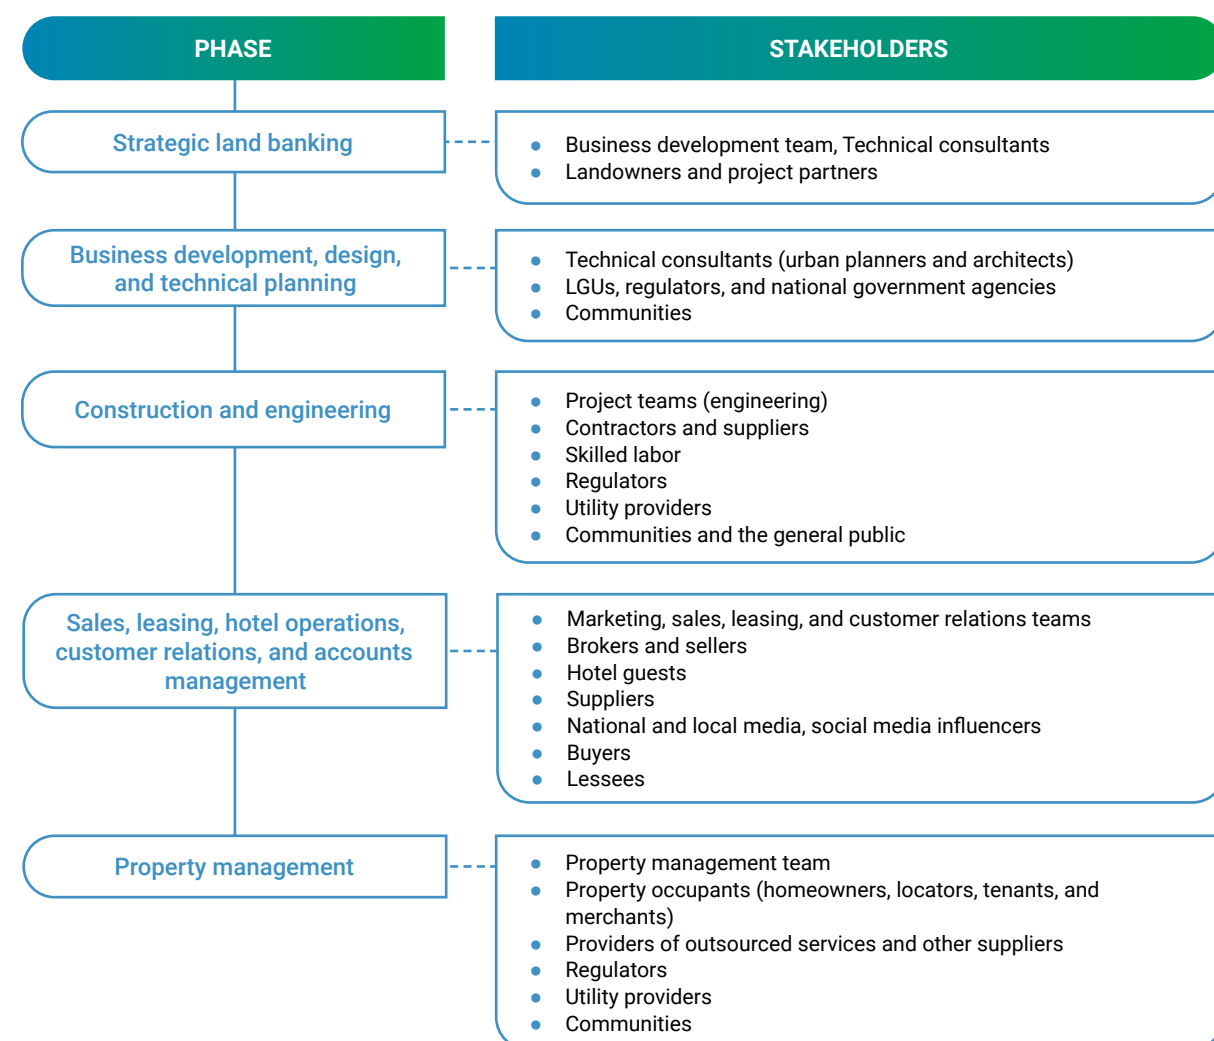 PHASE
STAKEHOLDERS
Strategic land banking
● Business development team, Technical consultants
● Landowners and project partners
Business development, design,
and technical planning
● Technical consultants (urban planners and architects)
● LGUs, regulators, and national government agencies
● Communities
Construction and engineering
● Project teams (engineering)
● Contractors and suppliers
● Skilled labor
● Regulators
● Utility providers
● Communities and the general public
Sales, leasing, hotel operations,
customer relations, and accounts
management
● Marketing, sales, leasing, and customer relations teams
● Brokers and sellers
● Hotel guests
● Suppliers
● National and local media, social media influencers
● Buyers
● Lessees
Property management
● Property management team
● Property occupants (homeowners, locators, tenants, and
merchants)
● Providers of outsourced services and other suppliers
● Regulators
● Utility providers
● Communities